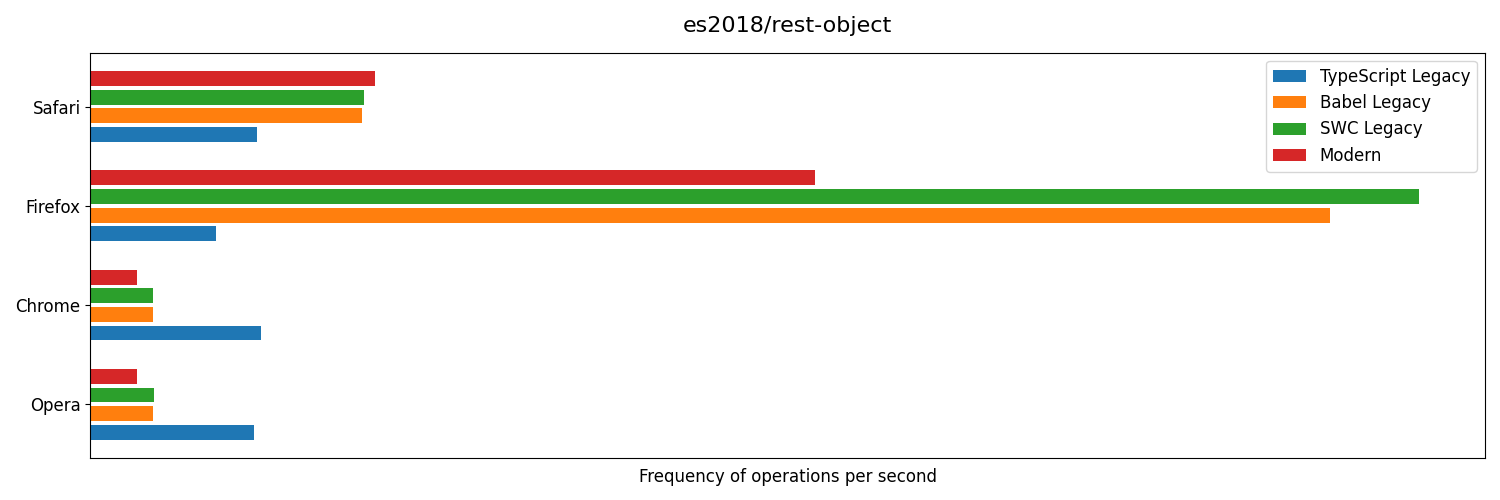 es2018/rest-object
TypeScript Legacy
Babel Legacy
SWC Legacy
Modern
Safari
Firefox
Chrome
Opera
Frequency of operations per second